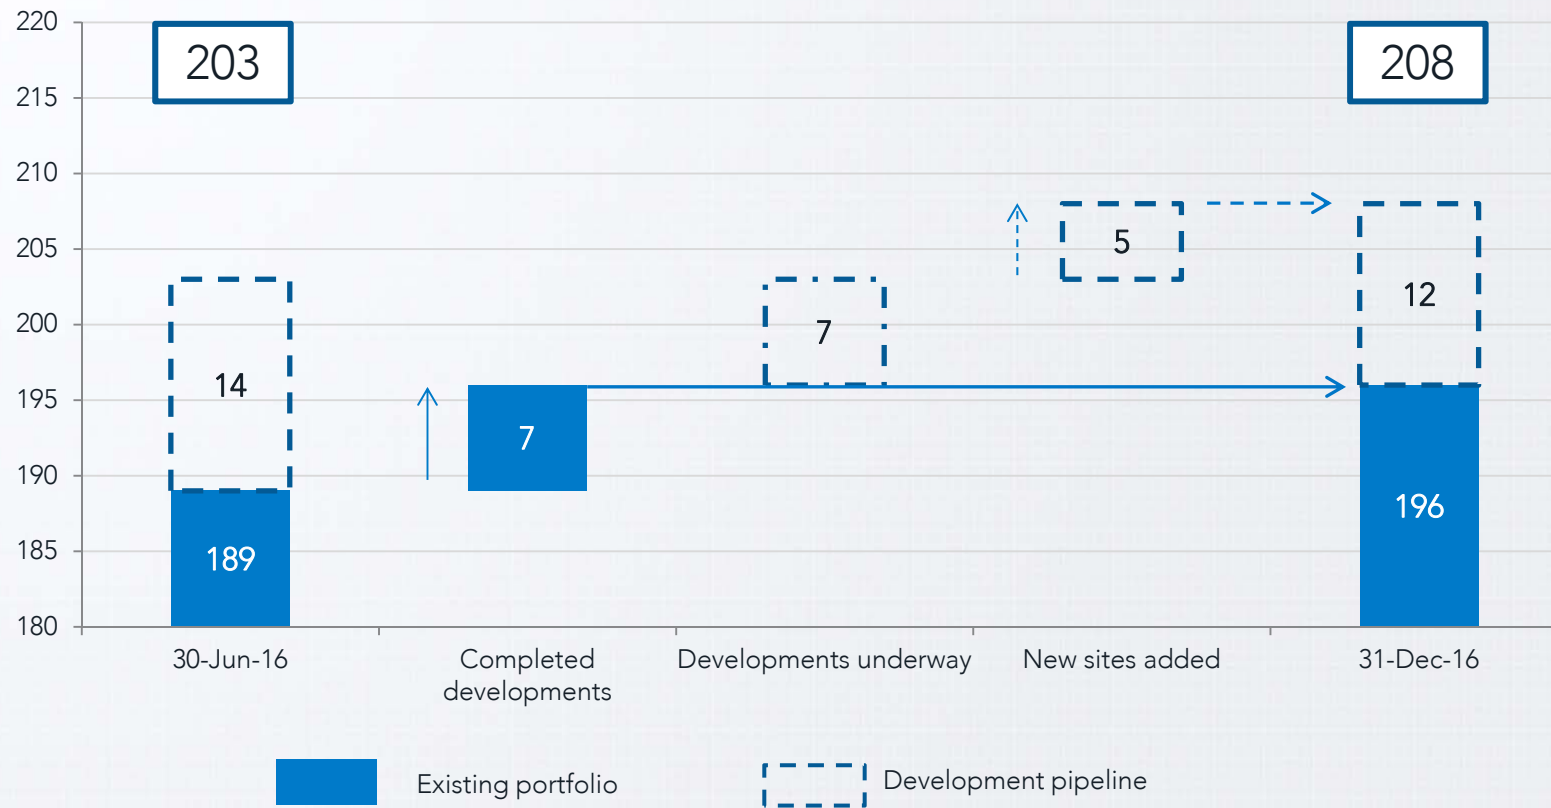 220
203
208
215
210
205
5
12
200
7
14
195
7
190
196
189
185
180
30-Jun-16
Completed
developments
Developments underway
New sites added
31-Dec-16
Existing portfolio
Development pipeline